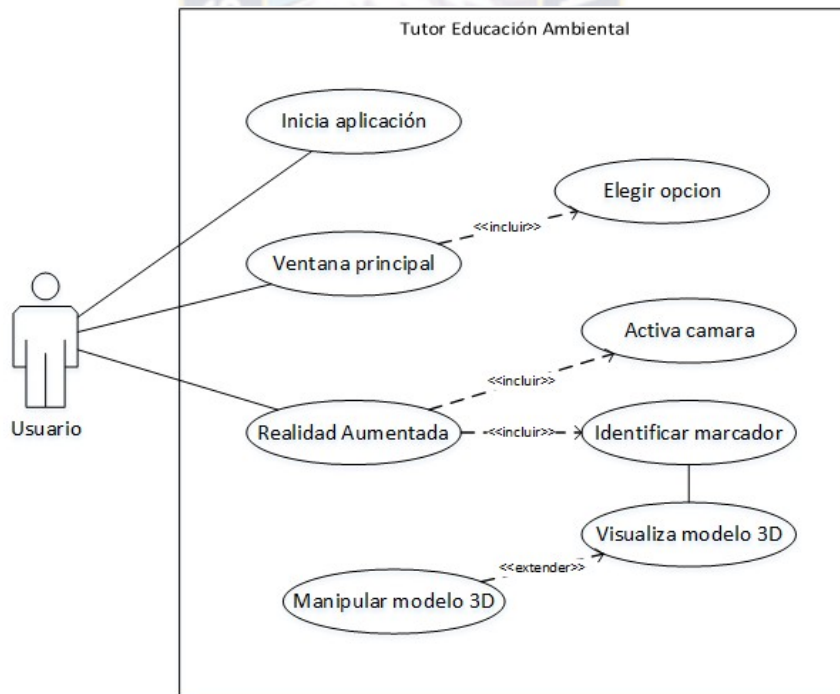 Tutor Educación Ambiental
Inicia aplicación
Elegir opcion
<<incluir>>
Ventana principal
Activa camara
<<incluir>>
Usuario
Realidad Aumentada
<<incluir>>
Identificar marcador
Visualiza modelo 3D
<<extender>>
Manipular modelo 3D